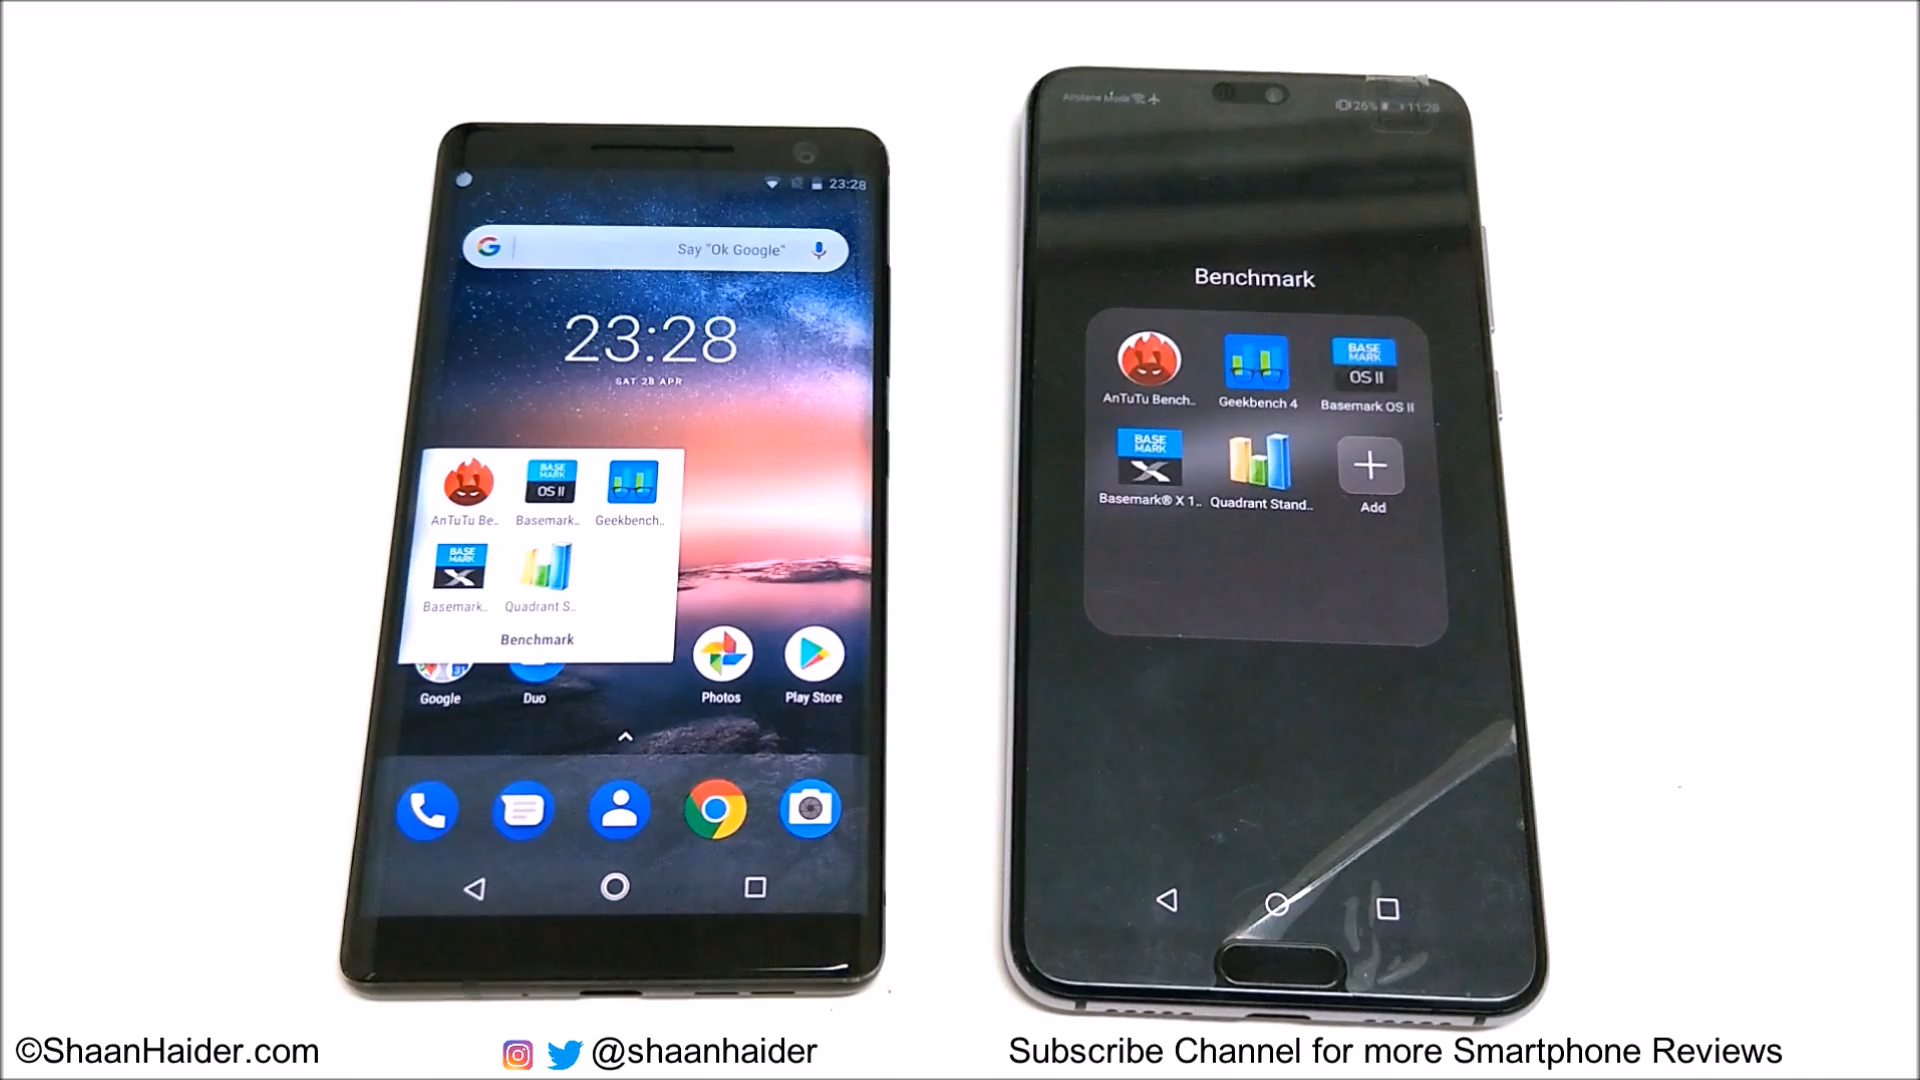 23:28
Say "Ok Google"
23:28
SAT 28 APR
BASE
MARK
OS II
AnTuTu Be..
Basemark..
Geekbench..
BASE
MARK
X
Basemark..
Quadrant S..
Benchmark
31
Google
Duo
Photos
Play Store
Airplane Mode
26%
11:28
Benchmark
BASE
MARK
OS II
AnTuTu Bench..
Geekbench 4
Basemark OS II
BASE
MARK
X
Basemark® X 1..
Quadrant Stand..
Add
©ShaanHaider.com
@shaanhaider
Subscribe Channel for more Smartphone Reviews